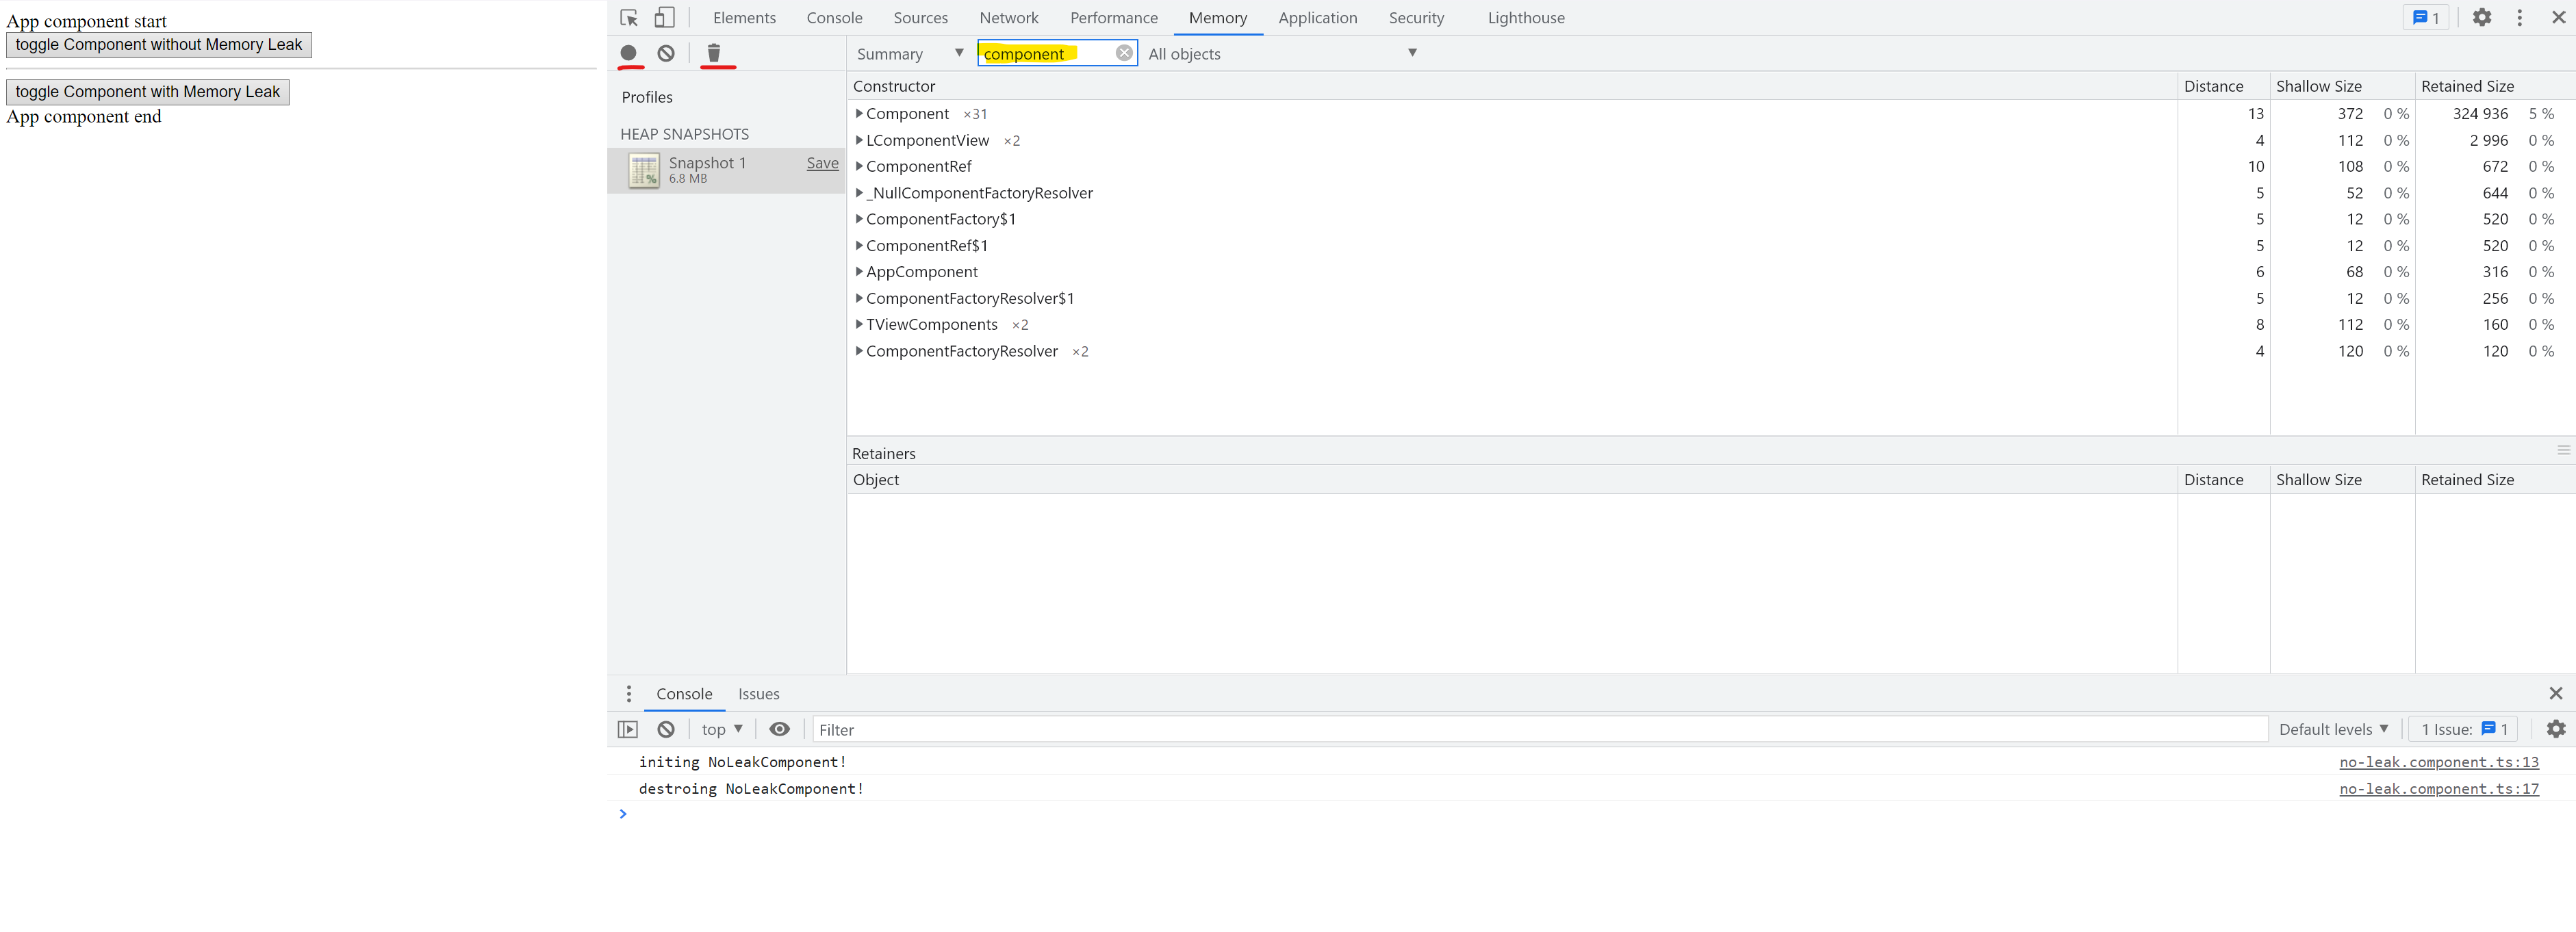 App component start
toggle Component without Memory Leak
toggle Component with Memory Leak
App component end
Elements Console Sources Network Performance Memory Application Security Lighthouse 1
Summary component All objects
Profiles
HEAP SNAPSHOTS
Snapshot 1 Save
6.8 MB
Constructor Distance Shallow Size Retained Size
Component ×31 13 372 0 % 324 936 5 %
LComponentView ×2 4 112 0 % 2 996 0 %
ComponentRef 10 108 0 % 672 0 %
_NullComponentFactoryResolver 5 52 0 % 644 0 %
ComponentFactory$1 5 12 0 % 520 0 %
ComponentRef$1 5 12 0 % 520 0 %
AppComponent 6 68 0 % 316 0 %
ComponentFactoryResolver$1 5 12 0 % 256 0 %
TViewComponents ×2 8 112 0 % 160 0 %
ComponentFactoryResolver ×2 4 120 0 % 120 0 %
Retainers
Object Distance Shallow Size Retained Size
Console Issues
top Filter Default levels 1 Issue: 1
initing NoLeakComponent! no-leak.component.ts:13
destroing NoLeakComponent! no-leak.component.ts:17